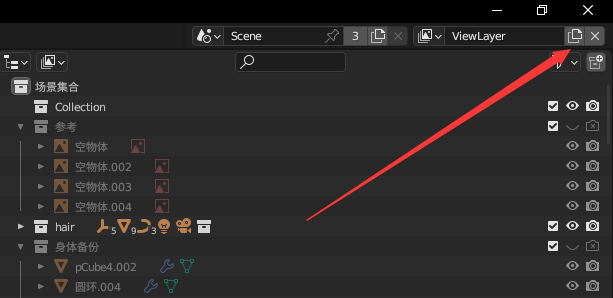 Scene 3 ViewLayer
场景集合
Collection
参考
空物体
空物体.002
空物体.003
空物体.004
hair 5 9 3
身体备份
pCube4.002
圆环.004